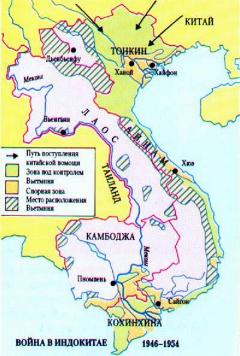 КИТАЙ
ТОНКИН
Дьенбьенфу
Ханой
Хайфон
Меконг
ЛАОС
Вьентьян
АННАМ
Хюэ
ТАИЛАНД
Путь поступления
китайской помощи
Зона под контролем
Вьетминя
Спорная зона
Место расположения
Вьетминя
КАМБОДЖА
Меконг
Пномпень
Сайгон
КОХИНХИНА
ВОЙНА В ИНДОКИТАЕ 1946-1954